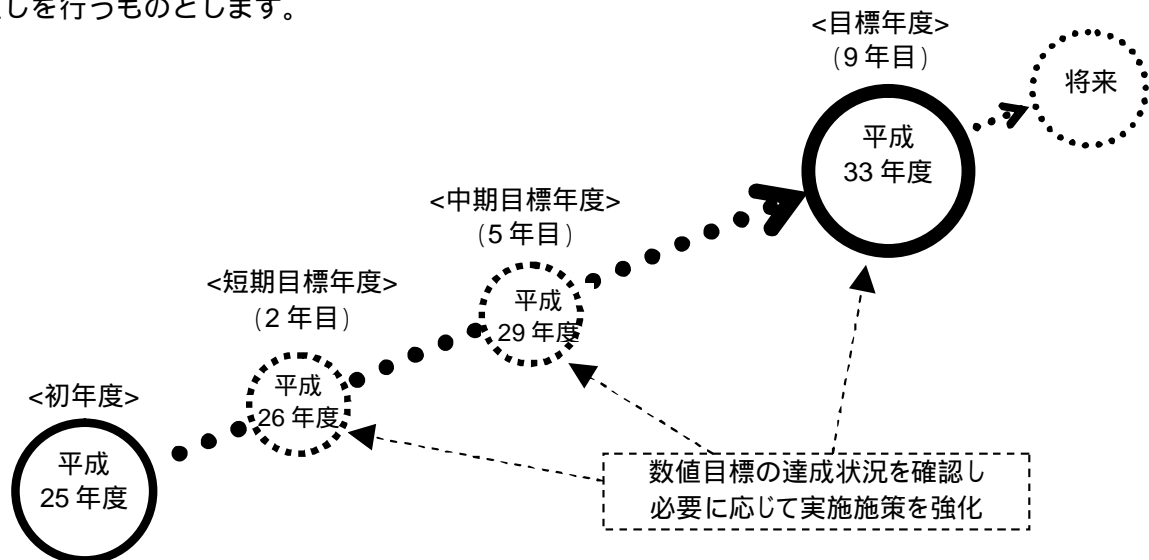 しを行うものとします。
<目標年度>
(9年目)
将来
平成
33年度
<中期目標年度>
(5年目)
平成
29年度
<短期目標年度>
(2年目)
平成
26年度
<初年度>
平成
25年度
数値目標の達成状況を確認し
必要に応じて実施施策を強化